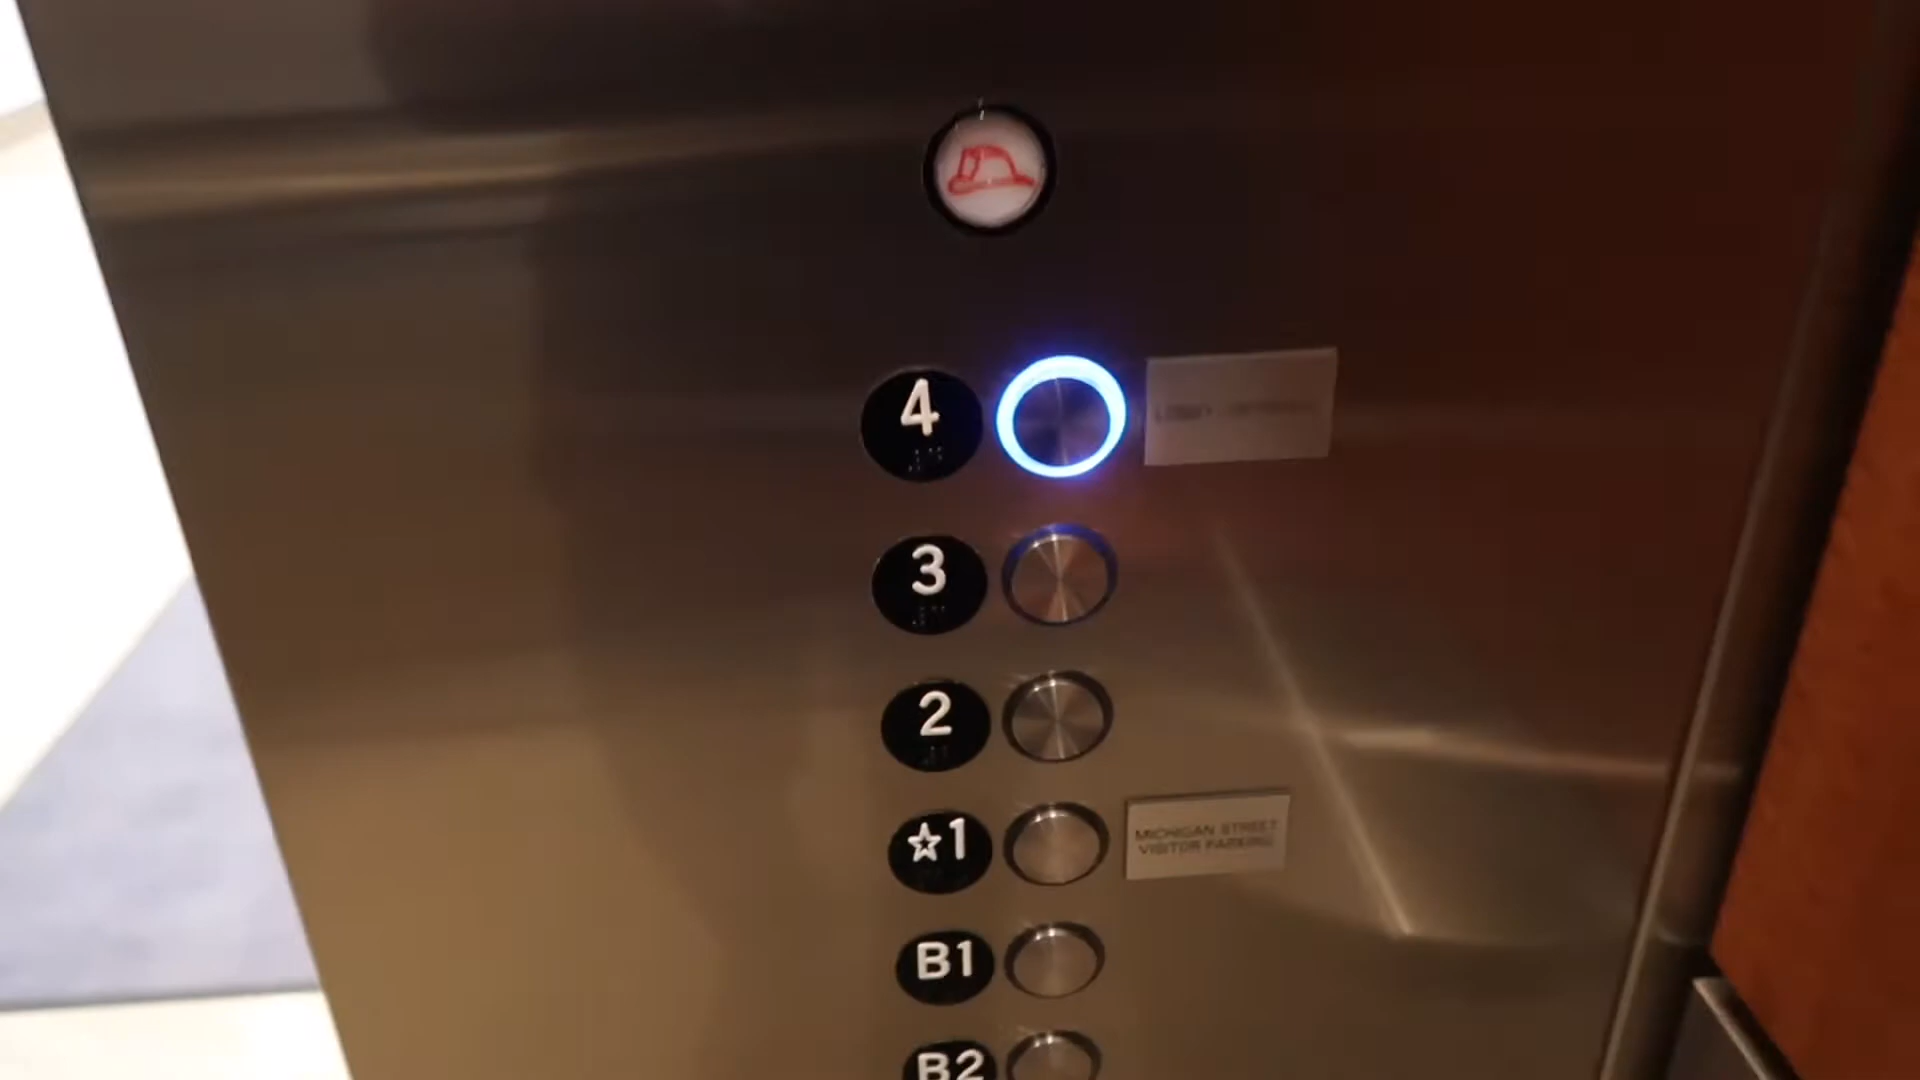 4
3
2
☆1
MICHIGAN STREET
VISITOR PARKING
B1
B2